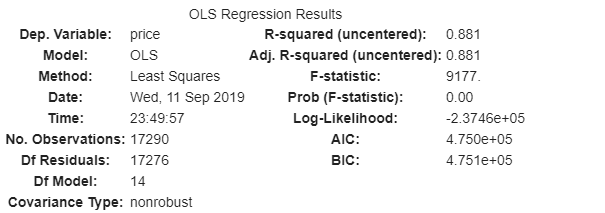 OLS Regression Results
Dep. Variable: price R-squared (uncentered): 0.881
Model: OLS Adj. R-squared (uncentered): 0.881
Method: Least Squares F-statistic: 9177.
Date: Wed, 11 Sep 2019 Prob (F-statistic): 0.00
Time: 23:49:57 Log-Likelihood: -2.3746e+05
No. Observations: 17290 AIC: 4.750e+05
Df Residuals: 17276 BIC: 4.751e+05
Df Model: 14
Covariance Type: nonrobust